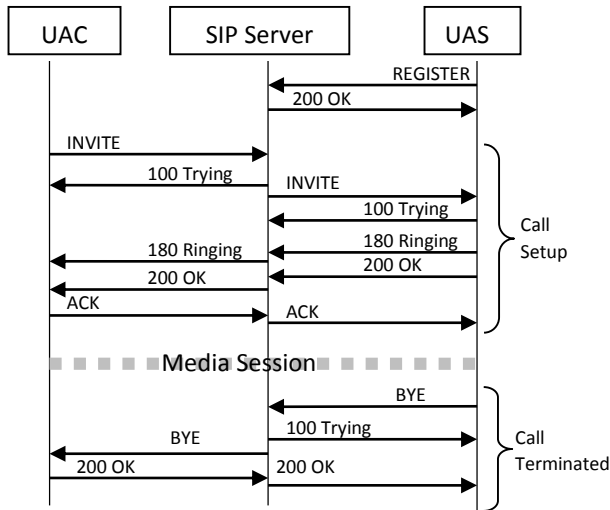 UAC
SIP Server
UAS
REGISTER
200 OK
INVITE
100 Trying
INVITE
100 Trying
180 Ringing
180 Ringing
200 OK
200 OK
ACK
ACK
Call
Setup
Media Session
BYE
100 Trying
BYE
200 OK
200 OK
Call
Terminated